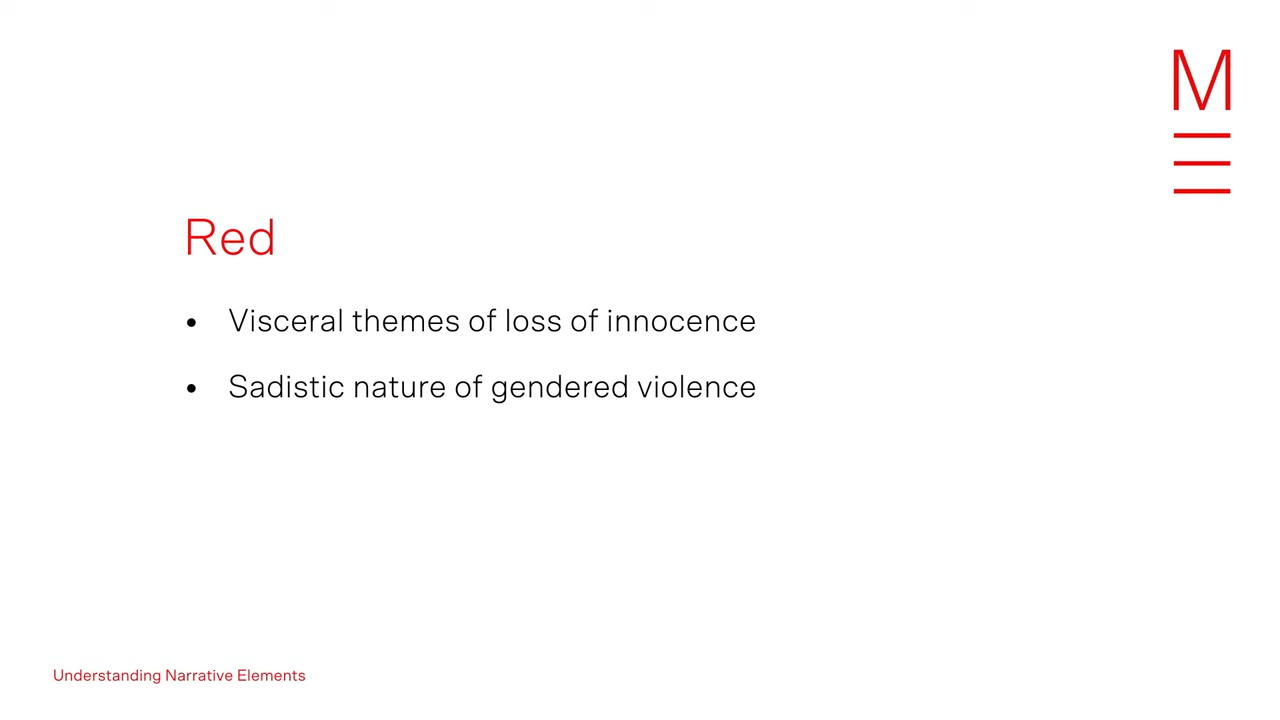 M
Red
• Visceral themes of loss of innocence
• Sadistic nature of gendered violence
Understanding Narrative Elements